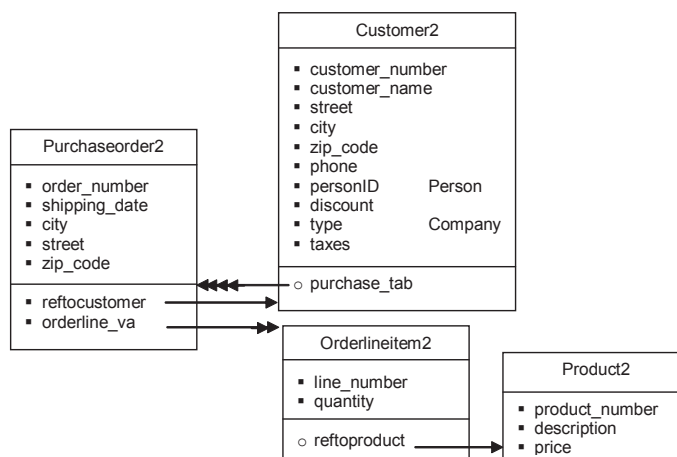 Customer2
customer_number
customer_name
street
city
zip_code
phone
personID Person
discount
type Company
taxes
purchase_tab
Purchaseorder2
order_number
shipping_date
city
street
zip_code
reftocustomer
orderline_va
Orderlineitem2
line_number
quantity
reftoproduct
Product2
product_number
description
price